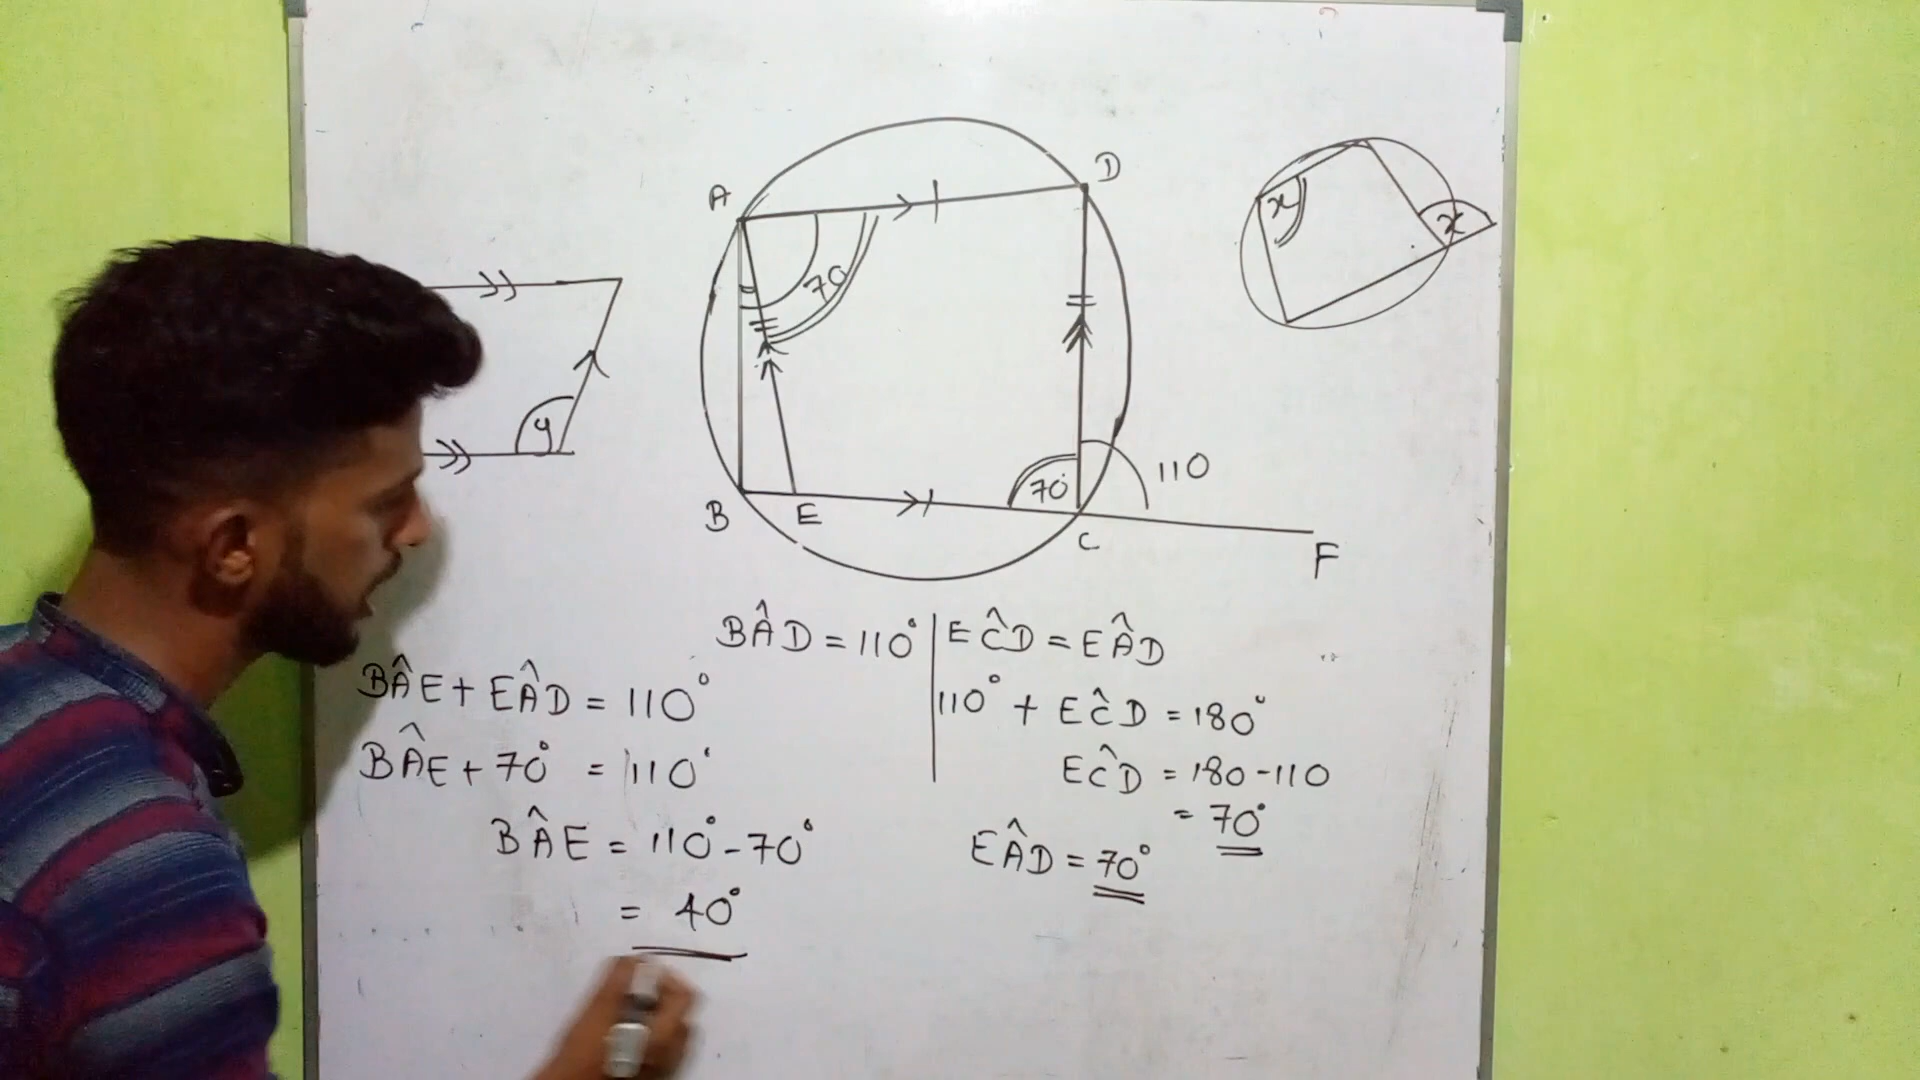 A
D
x
x
70
y
70°
110
B
E
C
F
BÂD = 110°
EĈD = EÂD
BÂE + EÂD = 110°
110° + EĈD = 180°
BÂE + 70° = 110°
EĈD = 180 - 110
= 70°
BÂE = 110° - 70°
EÂD = 70°
= 40°